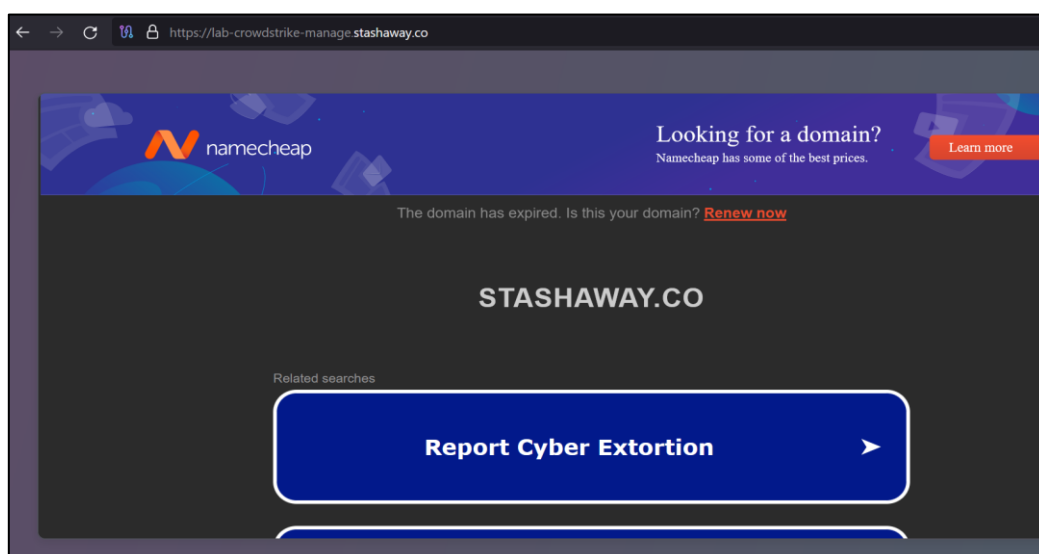 https://lab-crowdstrike-manage.stashaway.co
namecheap
Looking for a domain?
Namecheap has some of the best prices.
Learn more
The domain has expired. Is this your domain? Renew now
STASHAWAY.CO
Related searches
Report Cyber Extortion